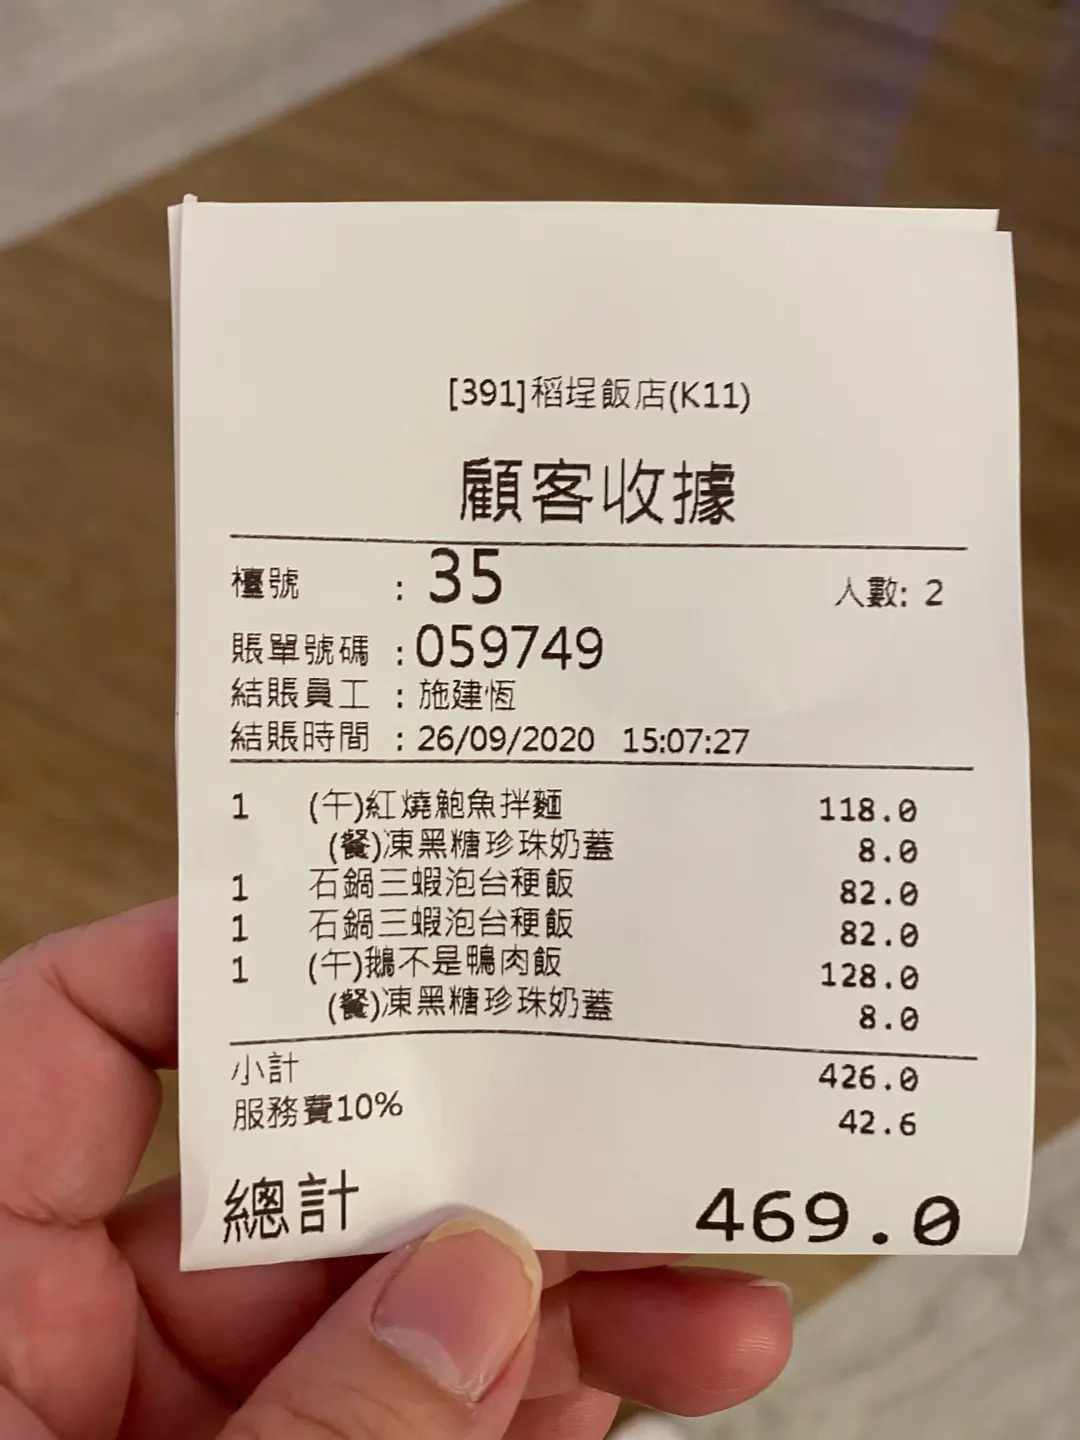 [391]稻埕飯店(K11)
顧客收據
檯號 : 35 人數: 2
賬單號碼 : 059749
結賬員工 : 施建恆
結賬時間 : 26/09/2020 15:07:27
1 (午)紅燒鮑魚拌麵 118.0
(餐)凍黑糖珍珠奶蓋 8.0
1 石鍋三蝦泡台稉飯 82.0
1 石鍋三蝦泡台稉飯 82.0
1 (午)鵝不是鴨肉飯 128.0
(餐)凍黑糖珍珠奶蓋 8.0
小計 426.0
服務費10% 42.6
總計 469.0